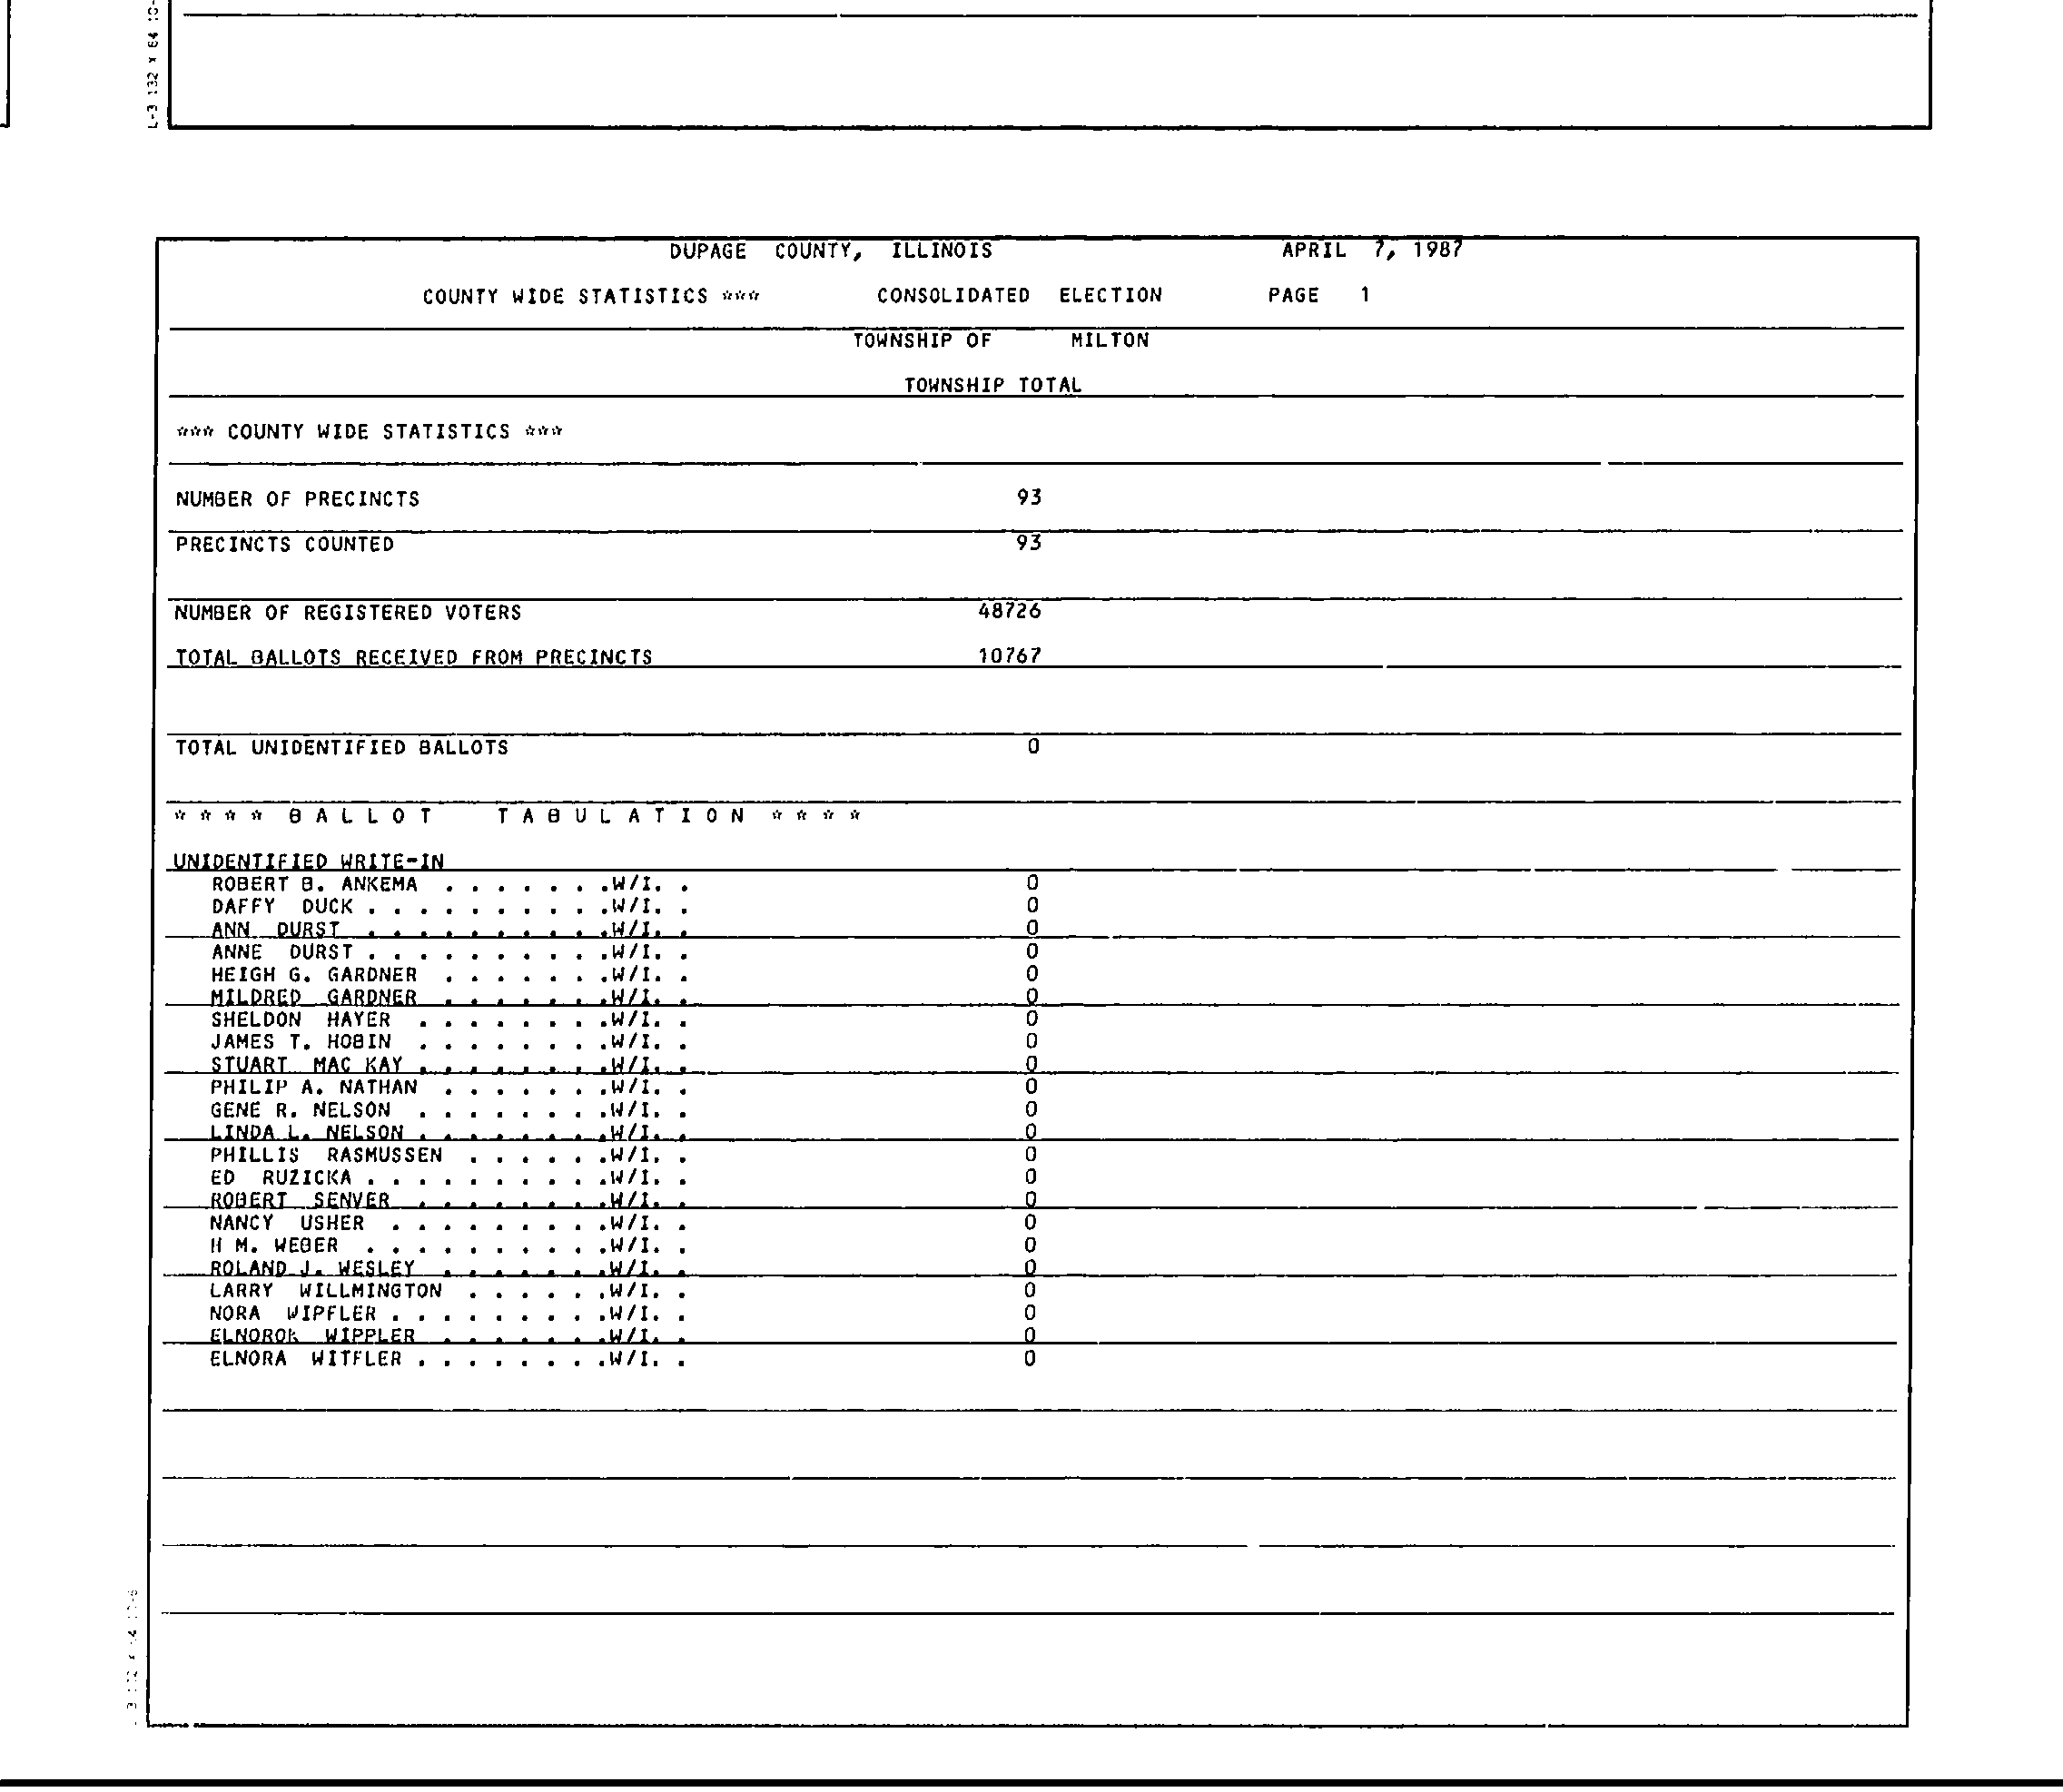 L-3 132 x 64 10-
DUPAGE COUNTY, ILLINOIS APRIL 7, 1987
COUNTY WIDE STATISTICS *** CONSOLIDATED ELECTION PAGE 1
TOWNSHIP OF MILTON
TOWNSHIP TOTAL
*** COUNTY WIDE STATISTICS ***
NUMBER OF PRECINCTS 93
PRECINCTS COUNTED 93
NUMBER OF REGISTERED VOTERS 48726
TOTAL BALLOTS RECEIVED FROM PRECINCTS 10767
TOTAL UNIDENTIFIED BALLOTS 0
* * * * B A L L O T T A B U L A T I O N * * * *
UNIDENTIFIED WRITE-IN
ROBERT B. ANKEMA . . . . . . .W/I. . 0
DAFFY DUCK . . . . . . . . . .W/I. . 0
ANN DURST . . . . . . . . . .W/I. . 0
ANNE DURST . . . . . . . . . .W/I. . 0
HEIGH G. GARDNER . . . . . . .W/I. . 0
MILDRED GARDNER . . . . . . .W/I. . 0
SHELDON HAYER . . . . . . . .W/I. . 0
JAMES T. HOBIN . . . . . . . .W/I. . 0
STUART MAC KAY . . . . . . . .W/I. . 0
PHILIP A. NATHAN . . . . . . .W/I. . 0
GENE R. NELSON . . . . . . . .W/I. . 0
LINDA L. NELSON . . . . . . . .W/I. . 0
PHILLIS RASMUSSEN . . . . . .W/I. . 0
ED RUZICKA . . . . . . . . . .W/I. . 0
ROBERT SENVER . . . . . . . .W/I. . 0
NANCY USHER . . . . . . . . .W/I. . 0
H M. WEBER . . . . . . . . . .W/I. . 0
ROLAND J. WESLEY . . . . . . .W/I. . 0
LARRY WILLMINGTON . . . . . .W/I. . 0
NORA WIPFLER . . . . . . . . .W/I. . 0
ELNOROK WIPPLER . . . . . . .W/I. . 0
ELNORA WITFLER . . . . . . . .W/I. . 0